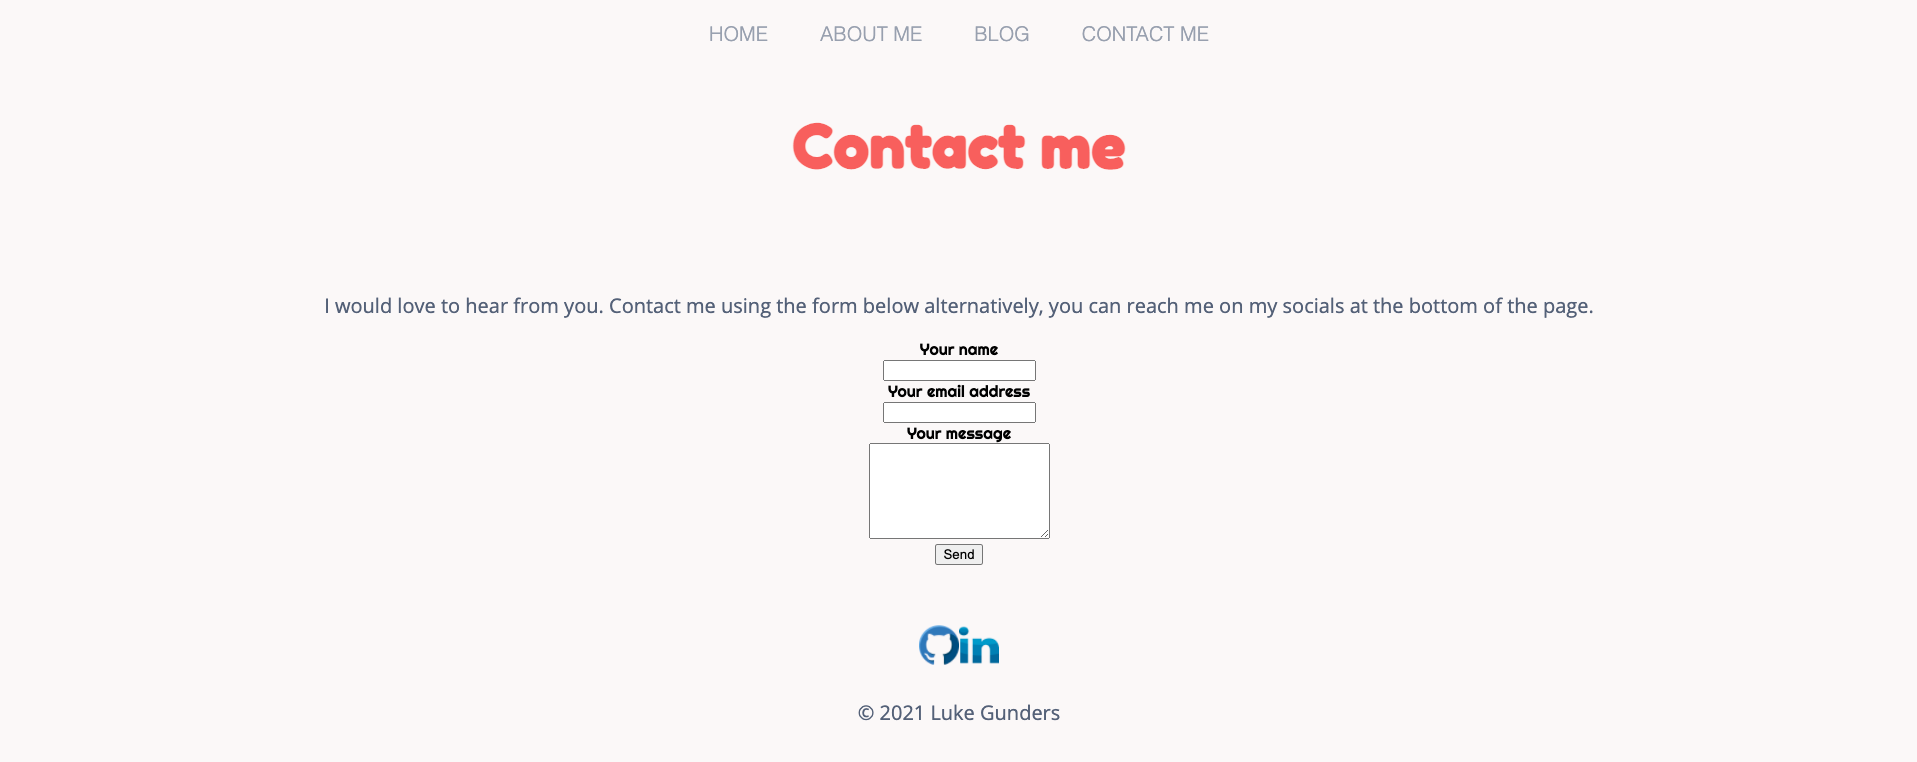 HOME ABOUT ME BLOG CONTACT ME
Contact me
I would love to hear from you. Contact me using the form below alternatively, you can reach me on my socials at the bottom of the page.
Your name
Your email address
Your message
Send
in
© 2021 Luke Gunders